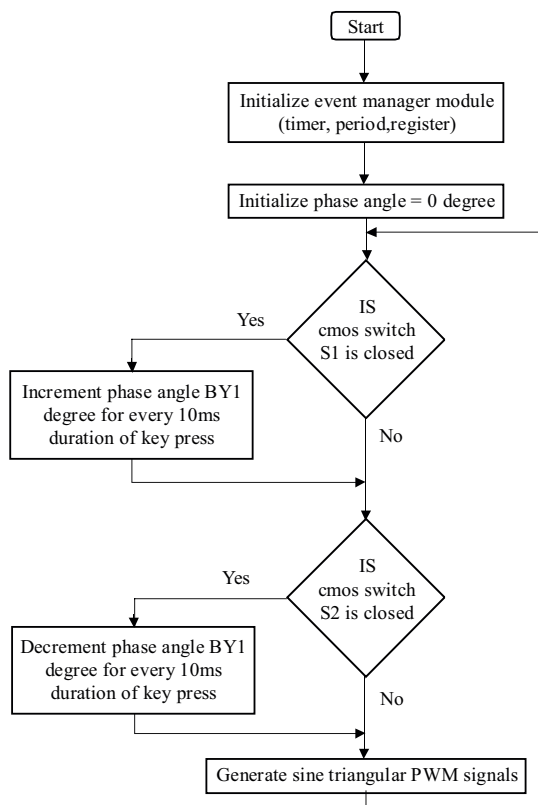 Start
Initialize event manager module
(timer, period,register)
Initialize phase angle = 0 degree
IS
cmos switch
S1 is closed
Yes
Increment phase angle BY1
degree for every 10ms
duration of key press
No
IS
cmos switch
S2 is closed
Yes
Decrement phase angle BY1
degree for every 10ms
duration of key press
No
Generate sine triangular PWM signals